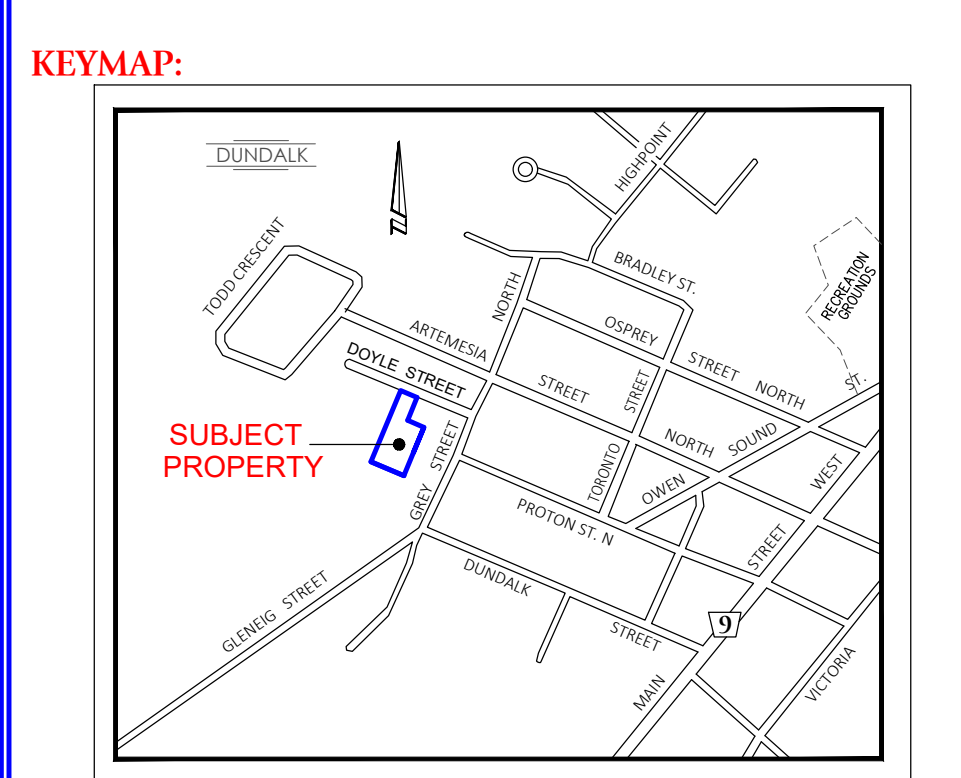 KEYMAP:
DUNDALK
HIGHPOINT
TODD CRESCENT
BRADLEY ST.
RECREATION
GROUNDS
NORTH
OSPREY
STREET NORTH
ARTEMESIA
STREET
NORTH
DOYLE STREET
STREET
TORONTO
OWEN SOUND ST.
SUBJECT
PROPERTY
GREY STREET
PROTON ST. N
WEST
STREET
MAIN
DUNDALK
STREET
9
GLENEIG STREET
VICTORIA